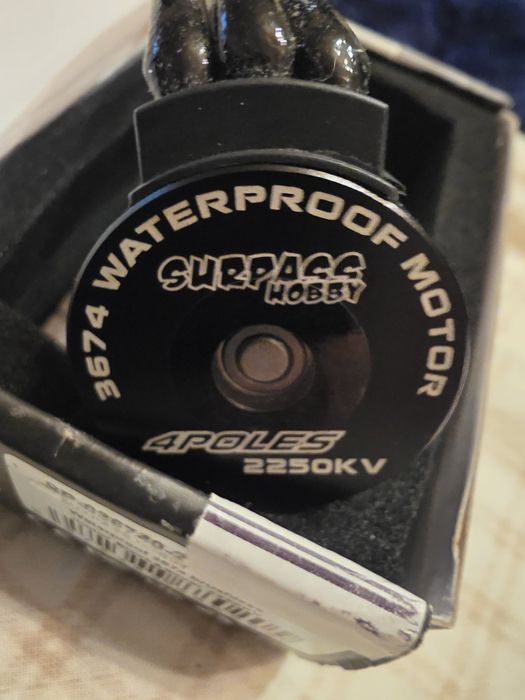 3674 WATERPROOF MOTOR
SURPASS
HOBBY
4POLES
2250KV